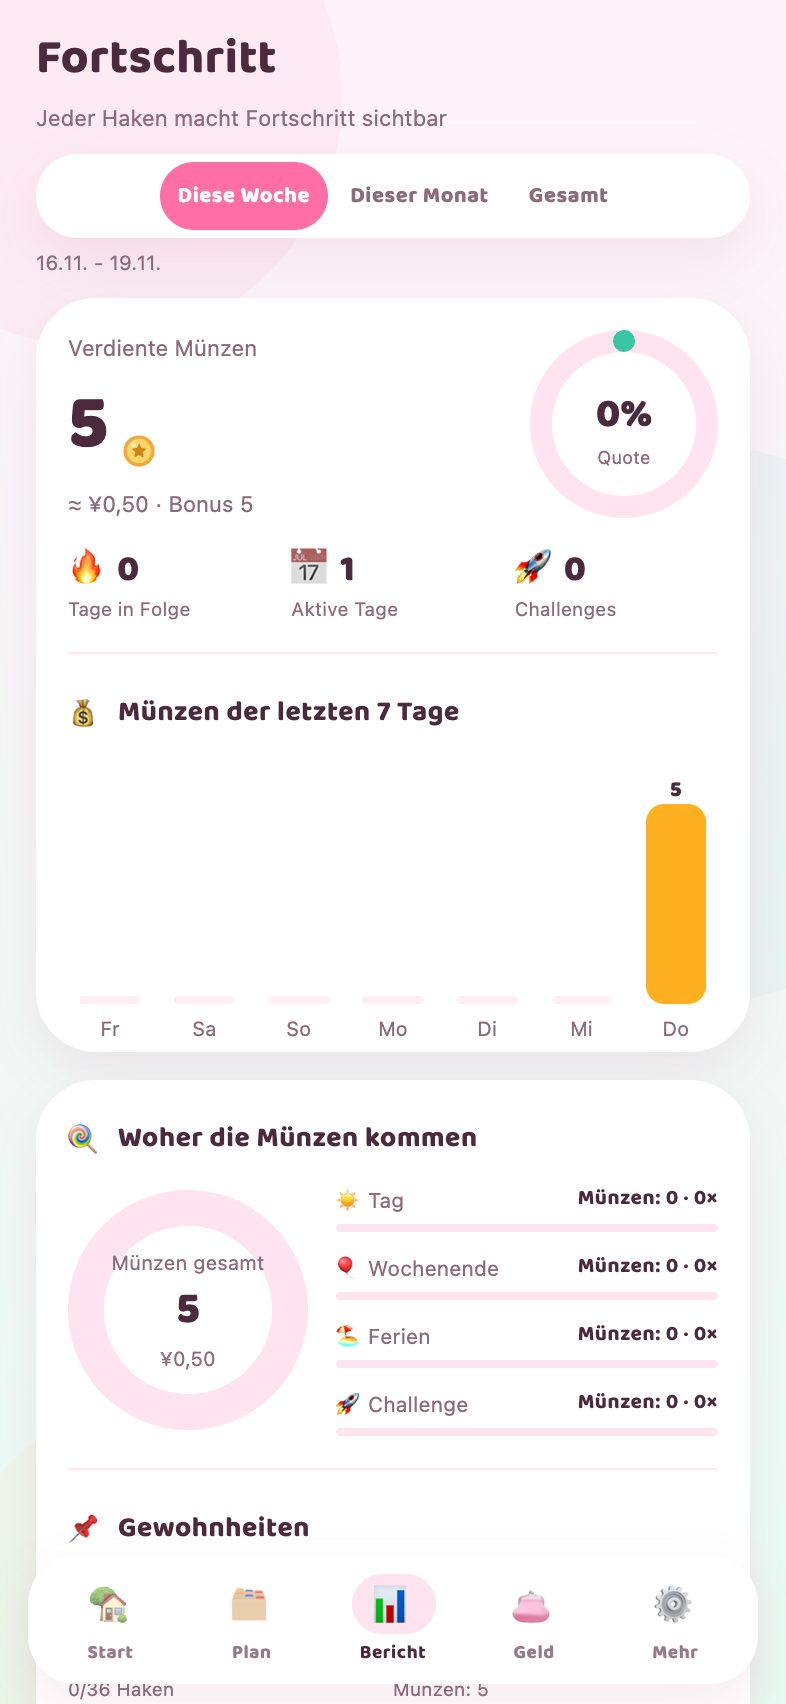 Fortschritt
Jeder Haken macht Fortschritt sichtbar
Diese Woche Dieser Monat Gesamt
16.11. - 19.11.
Verdiente Münzen
5
0%
Quote
≈ ¥0,50 · Bonus 5
0
JUL 17 1
0
Tage in Folge
Aktive Tage
Challenges
Münzen der letzten 7 Tage
5
Fr Sa So Mo Di Mi Do
Woher die Münzen kommen
Münzen gesamt
5
¥0,50
Tag Münzen: 0 · 0×
Wochenende Münzen: 0 · 0×
Ferien Münzen: 0 · 0×
Challenge Münzen: 0 · 0×
Gewohnheiten
Start Plan Bericht Geld Mehr
0/36 Haken Münzen: 5